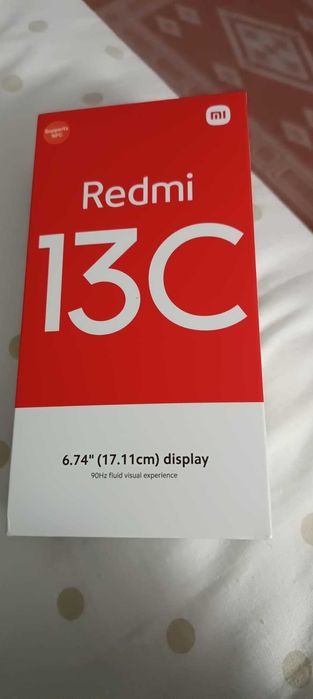 Supports
NFC
mi
Redmi
13C
6.74" (17.11cm) display
90Hz fluid visual experience